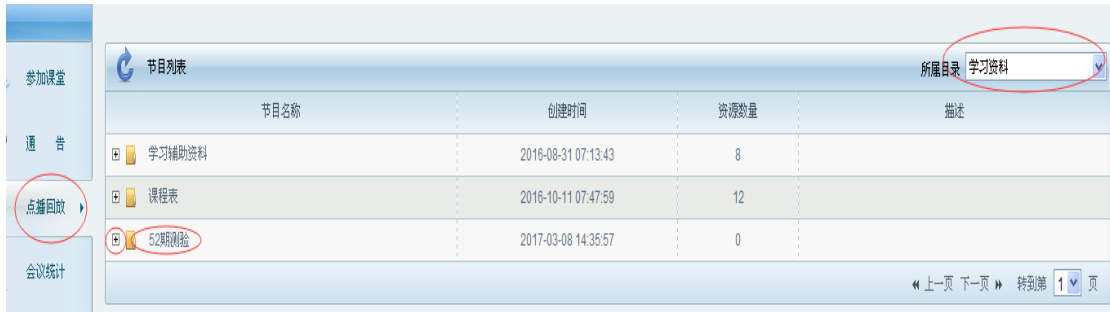 参加课堂
通 告
点播回放
会议统计
节目列表 所属目录 学习资料
节目名称 创建时间 资源数量 描述
学习辅助资料 2016-08-31 07:13:43 8
课程表 2016-10-11 07:47:59 12
52期测验 2017-03-08 14:35:57 0
上一页 下一页 转到第 1 页